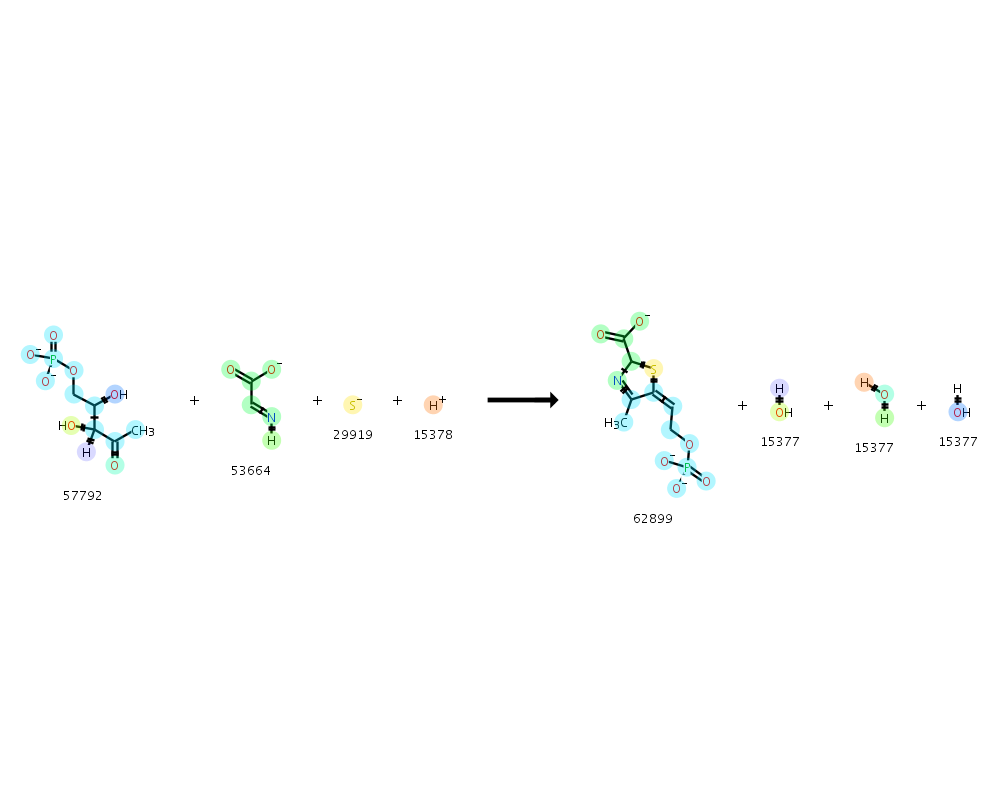 O
O−
P
O
O−
OH
HO
CH3
H
O
57792
+
O
O−
N
H
53664
+
S−
29919
+
H+
15378
O
O−
N
S
H3C
O
O−
P
O−
O
62899
+
H
OH
15377
+
H
O
H
15377
+
H
OH
15377